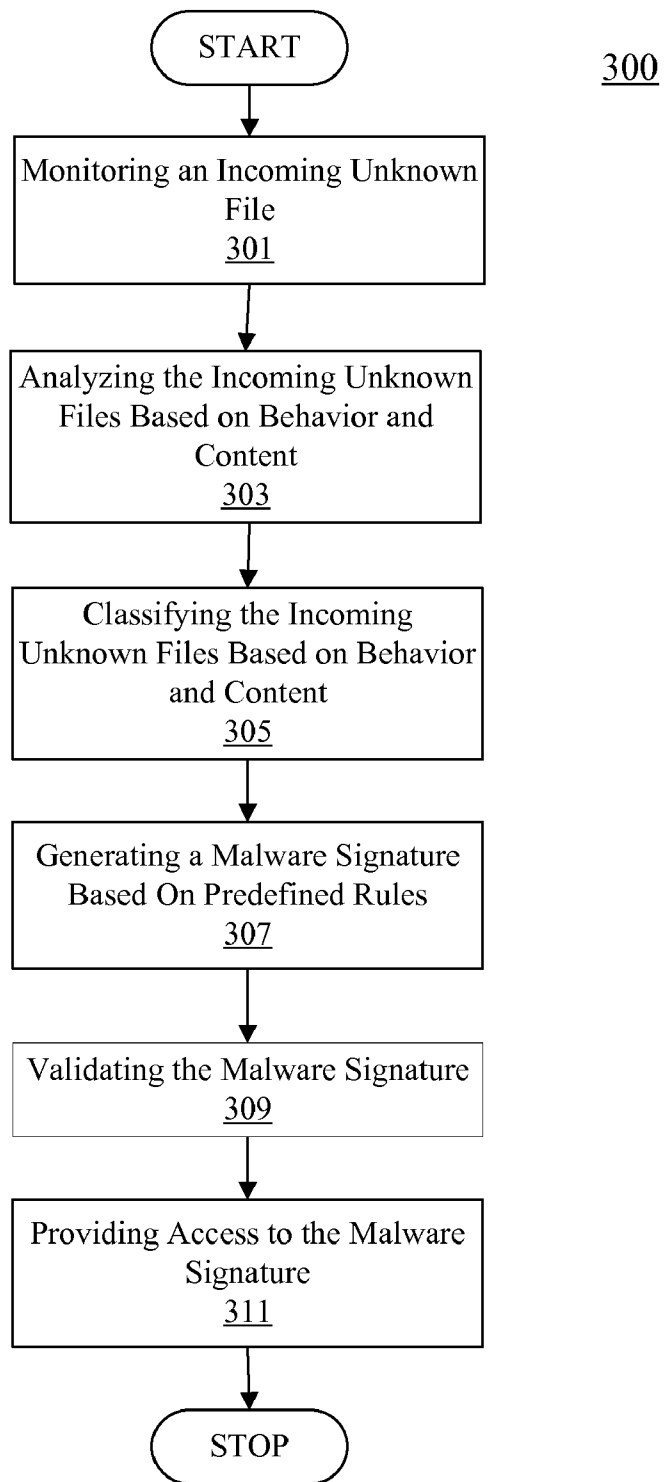 START
300
Monitoring an Incoming Unknown
File
301
Analyzing the Incoming Unknown
Files Based on Behavior and
Content
303
Classifying the Incoming
Unknown Files Based on Behavior
and Content
305
Generating a Malware Signature
Based On Predefined Rules
307
Validating the Malware Signature
309
Providing Access to the Malware
Signature
311
STOP